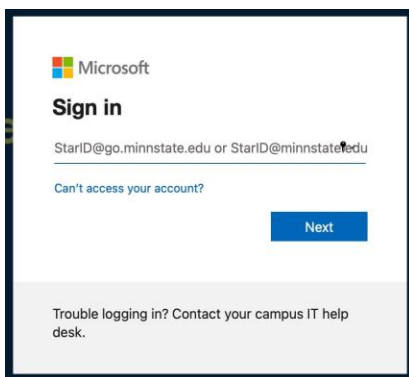 Microsoft
Sign in
StarID@go.minnstate.edu or StarID@minnstate.edu
Can't access your account?
Next
Trouble logging in? Contact your campus IT help
desk.